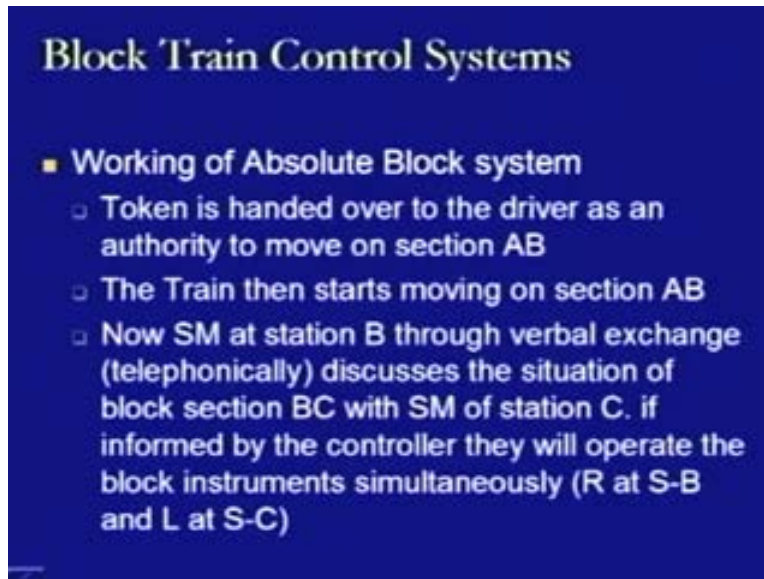 Block Train Control Systems
Working of Absolute Block system
Token is handed over to the driver as an
authority to move on section AB
The Train then starts moving on section AB
Now SM at station B through verbal exchange
(telephonically) discusses the situation of
block section BC with SM of station C. if
informed by the controller they will operate the
block instruments simultaneously (R at S-B
and L at S-C)